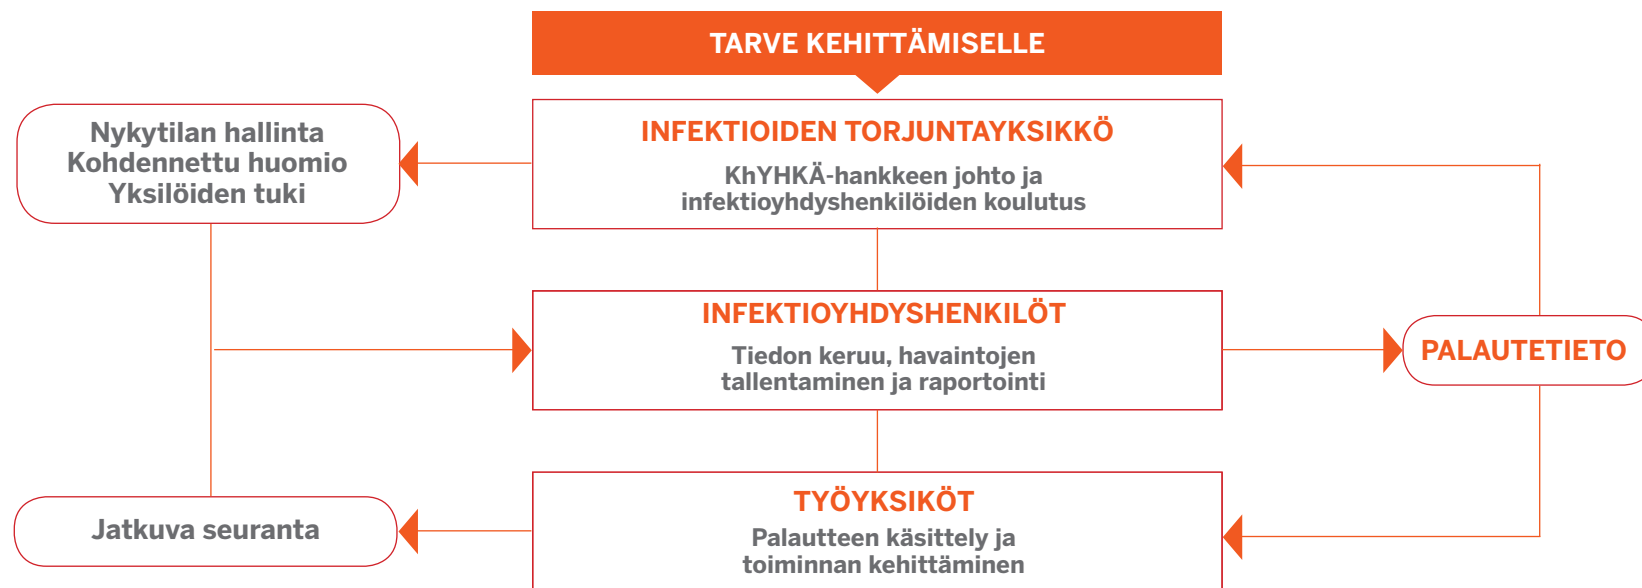 TARVE KEHITTÄMISELLE
INFEKTIOIDEN TORJUNTAYKSIKKÖ
KhYHKÄ-hankkeen johto ja
infektioyhdyshenkilöiden koulutus
Nykytilan hallinta
Kohdennettu huomio
Yksilöiden tuki
INFEKTIOYHDYSHENKILÖT
Tiedon keruu, havaintojen
tallentaminen ja raportointi
PALAUTETIETO
TYÖYKSIKÖT
Palautteen käsittely ja
toiminnan kehittäminen
Jatkuva seuranta